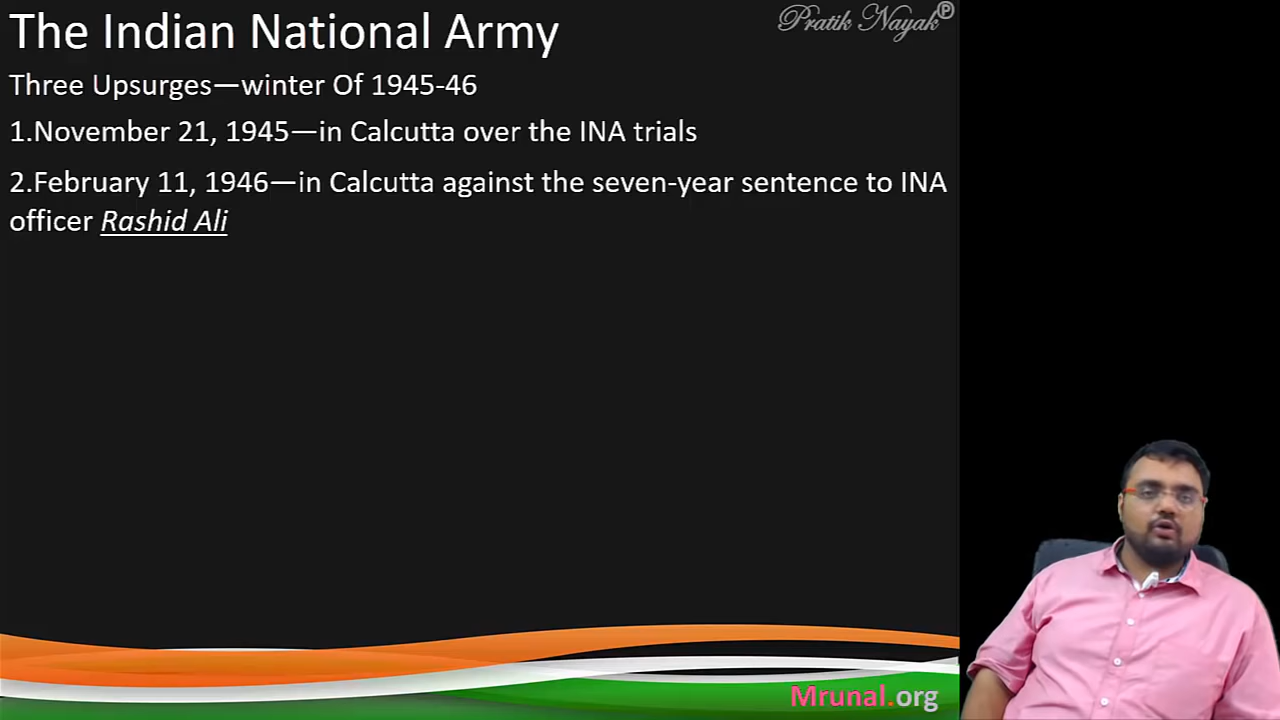 The Indian National Army
Pratik Nayak ℗
Three Upsurges—winter Of 1945-46
1.November 21, 1945—in Calcutta over the INA trials
2.February 11, 1946—in Calcutta against the seven-year sentence to INA
officer Rashid Ali
Mrunal.org